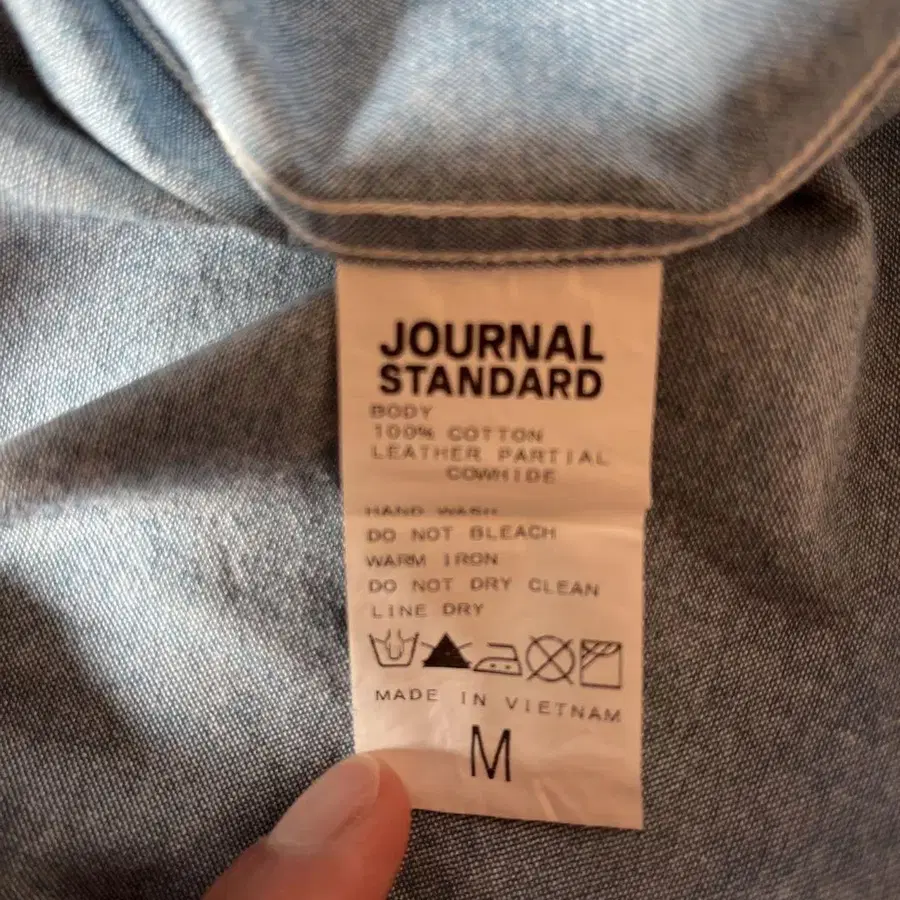 JOURNAL
STANDARD
BODY
100% COTTON
LEATHER PARTIAL
COWHIDE
HAND WASH
DO NOT BLEACH
WARM IRON
DO NOT DRY CLEAN
LINE DRY
MADE IN VIETNAM
M